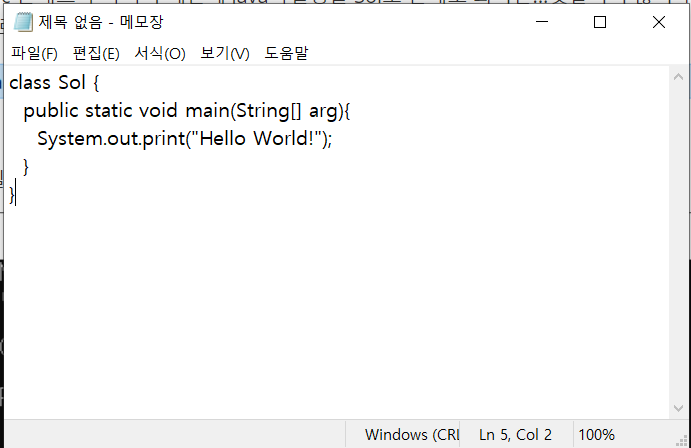 제목 없음 - 메모장
파일(F) 편집(E) 서식(O) 보기(V) 도움말
class Sol {
public static void main(String[] arg){
System.out.print("Hello World!");
}
}
Windows (CRL Ln 5, Col 2 100%